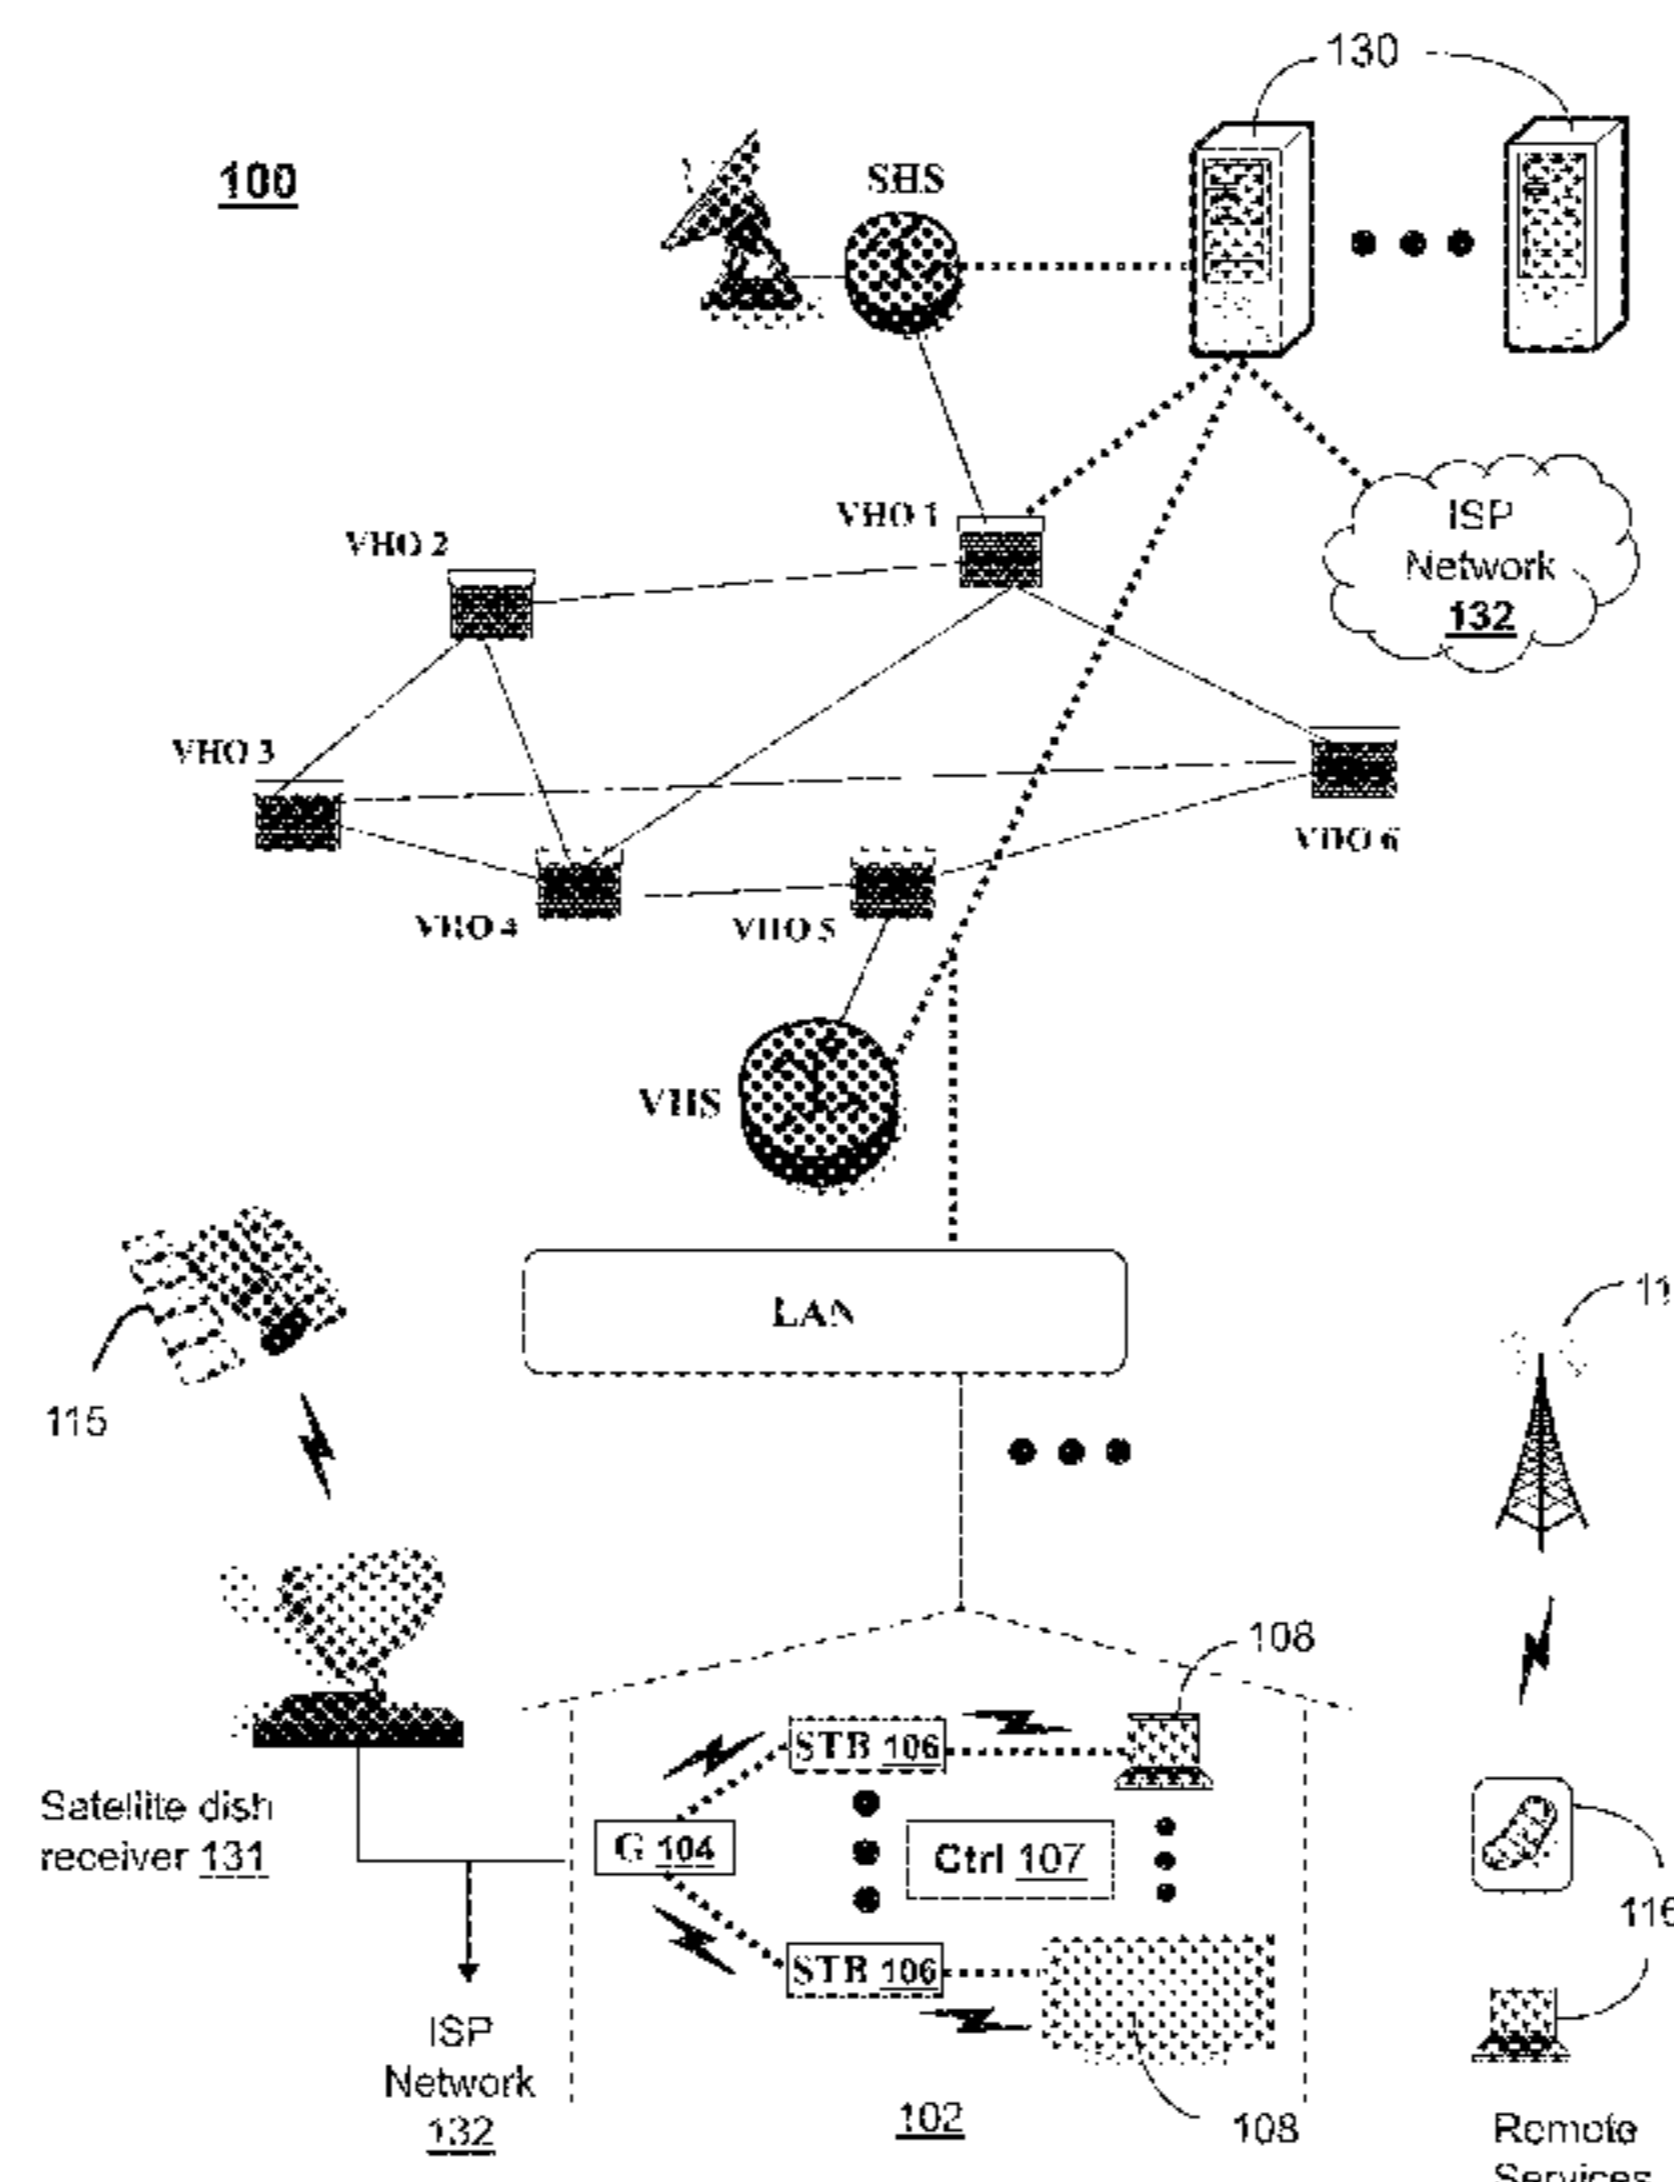 130
100
SHS
VHO 1
ISP
Network
132
VHO 2
VHO 3
VHO 6
VHO 4
VHO 5
VHS
LAN
11
115
108
STB 106
Satellite dish
receiver 131
G 104
Ctrl 107
116
STB 106
ISP
Network
132
102
108
Remote
Services